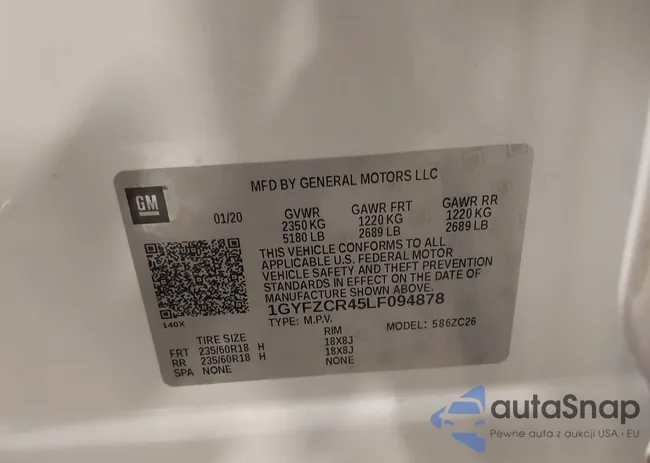 MFD BY GENERAL MOTORS LLC
GM
01/20
GVWR GAWR FRT GAWR RR
2350 KG 1220 KG 1220 KG
5180 LB 2689 LB 2689 LB
THIS VEHICLE CONFORMS TO ALL
APPLICABLE U.S. FEDERAL MOTOR
VEHICLE SAFETY AND THEFT PREVENTION
STANDARDS IN EFFECT ON THE DATE OF
MANUFACTURE SHOWN ABOVE.
1GYFZCR45LF094878
140X
TYPE: M.P.V. MODEL: 586ZC26
TIRE SIZE RIM
FRT 235/60R18 H 18X8J
RR 235/60R18 H 18X8J
SPA NONE NONE
autaSnap
Pewne auta z aukcji USA i EU